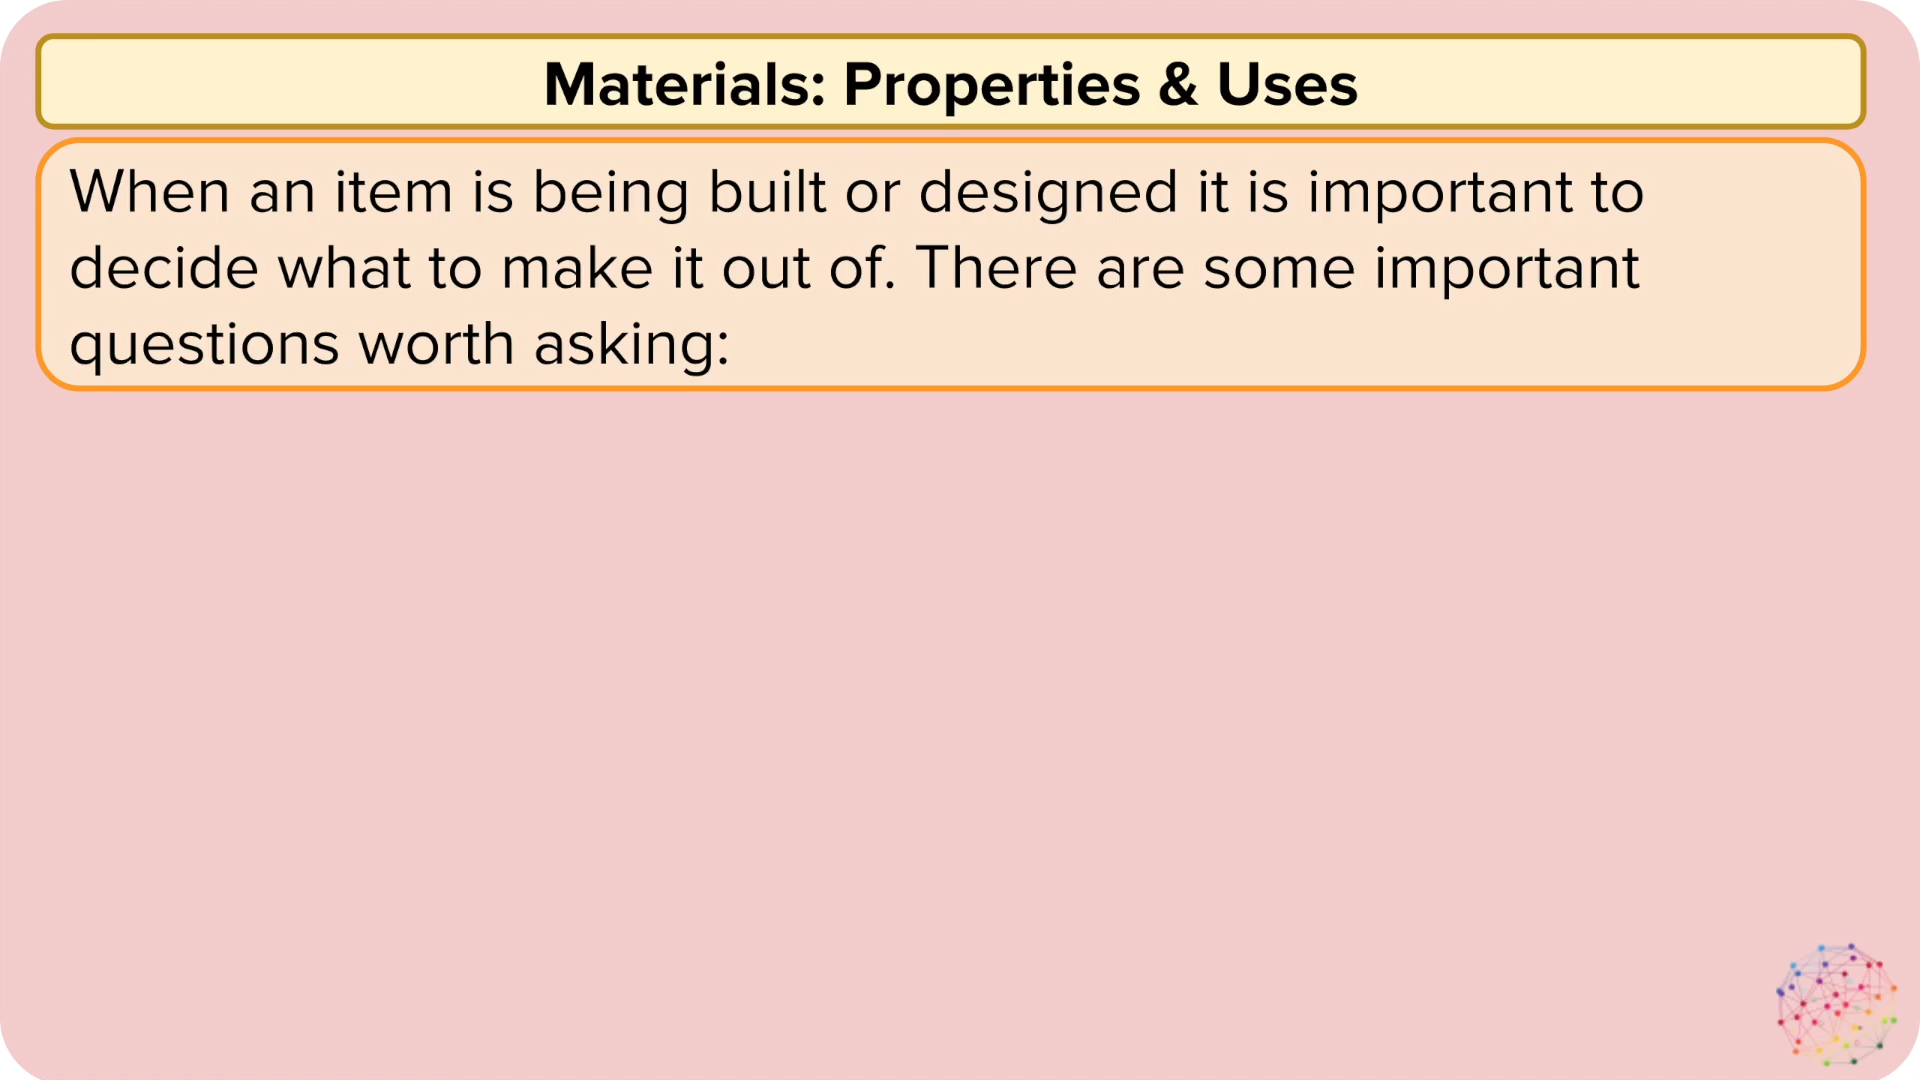 Materials: Properties & Uses
When an item is being built or designed it is important to
decide what to make it out of. There are some important
questions worth asking: